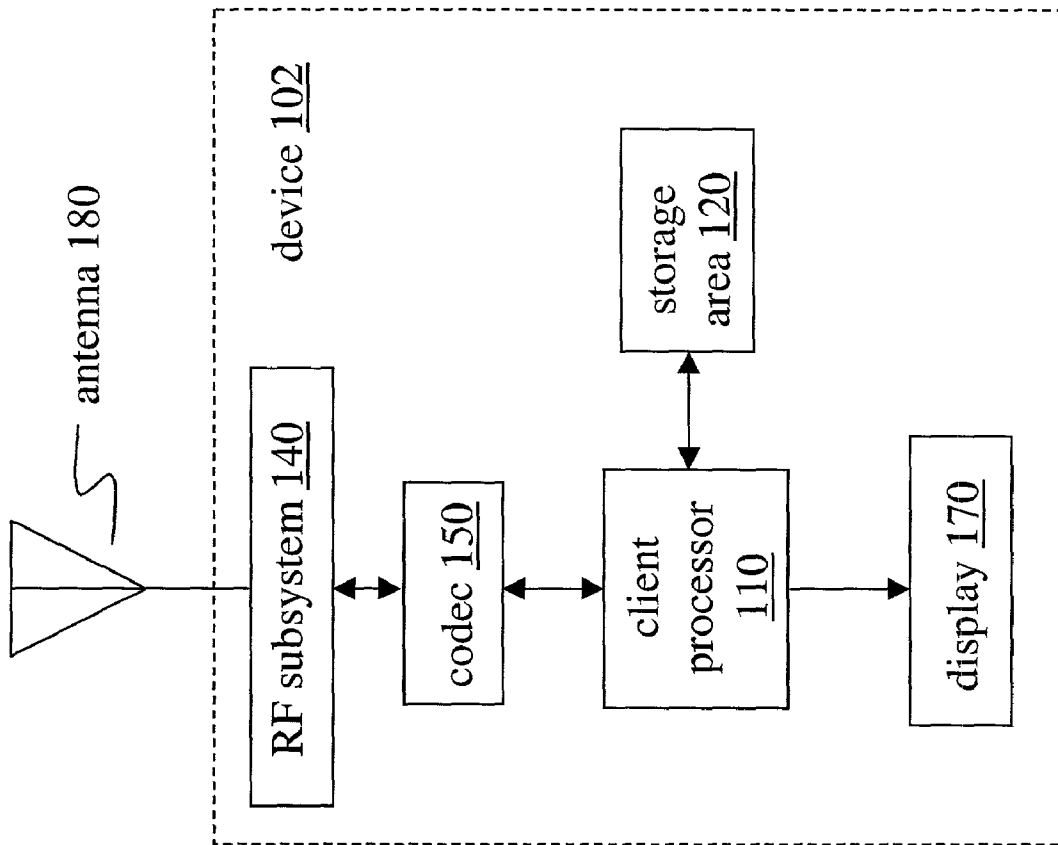 antenna 180
device 102
RF subsystem 140
codec 150
client
processor
110
storage
area 120
display 170